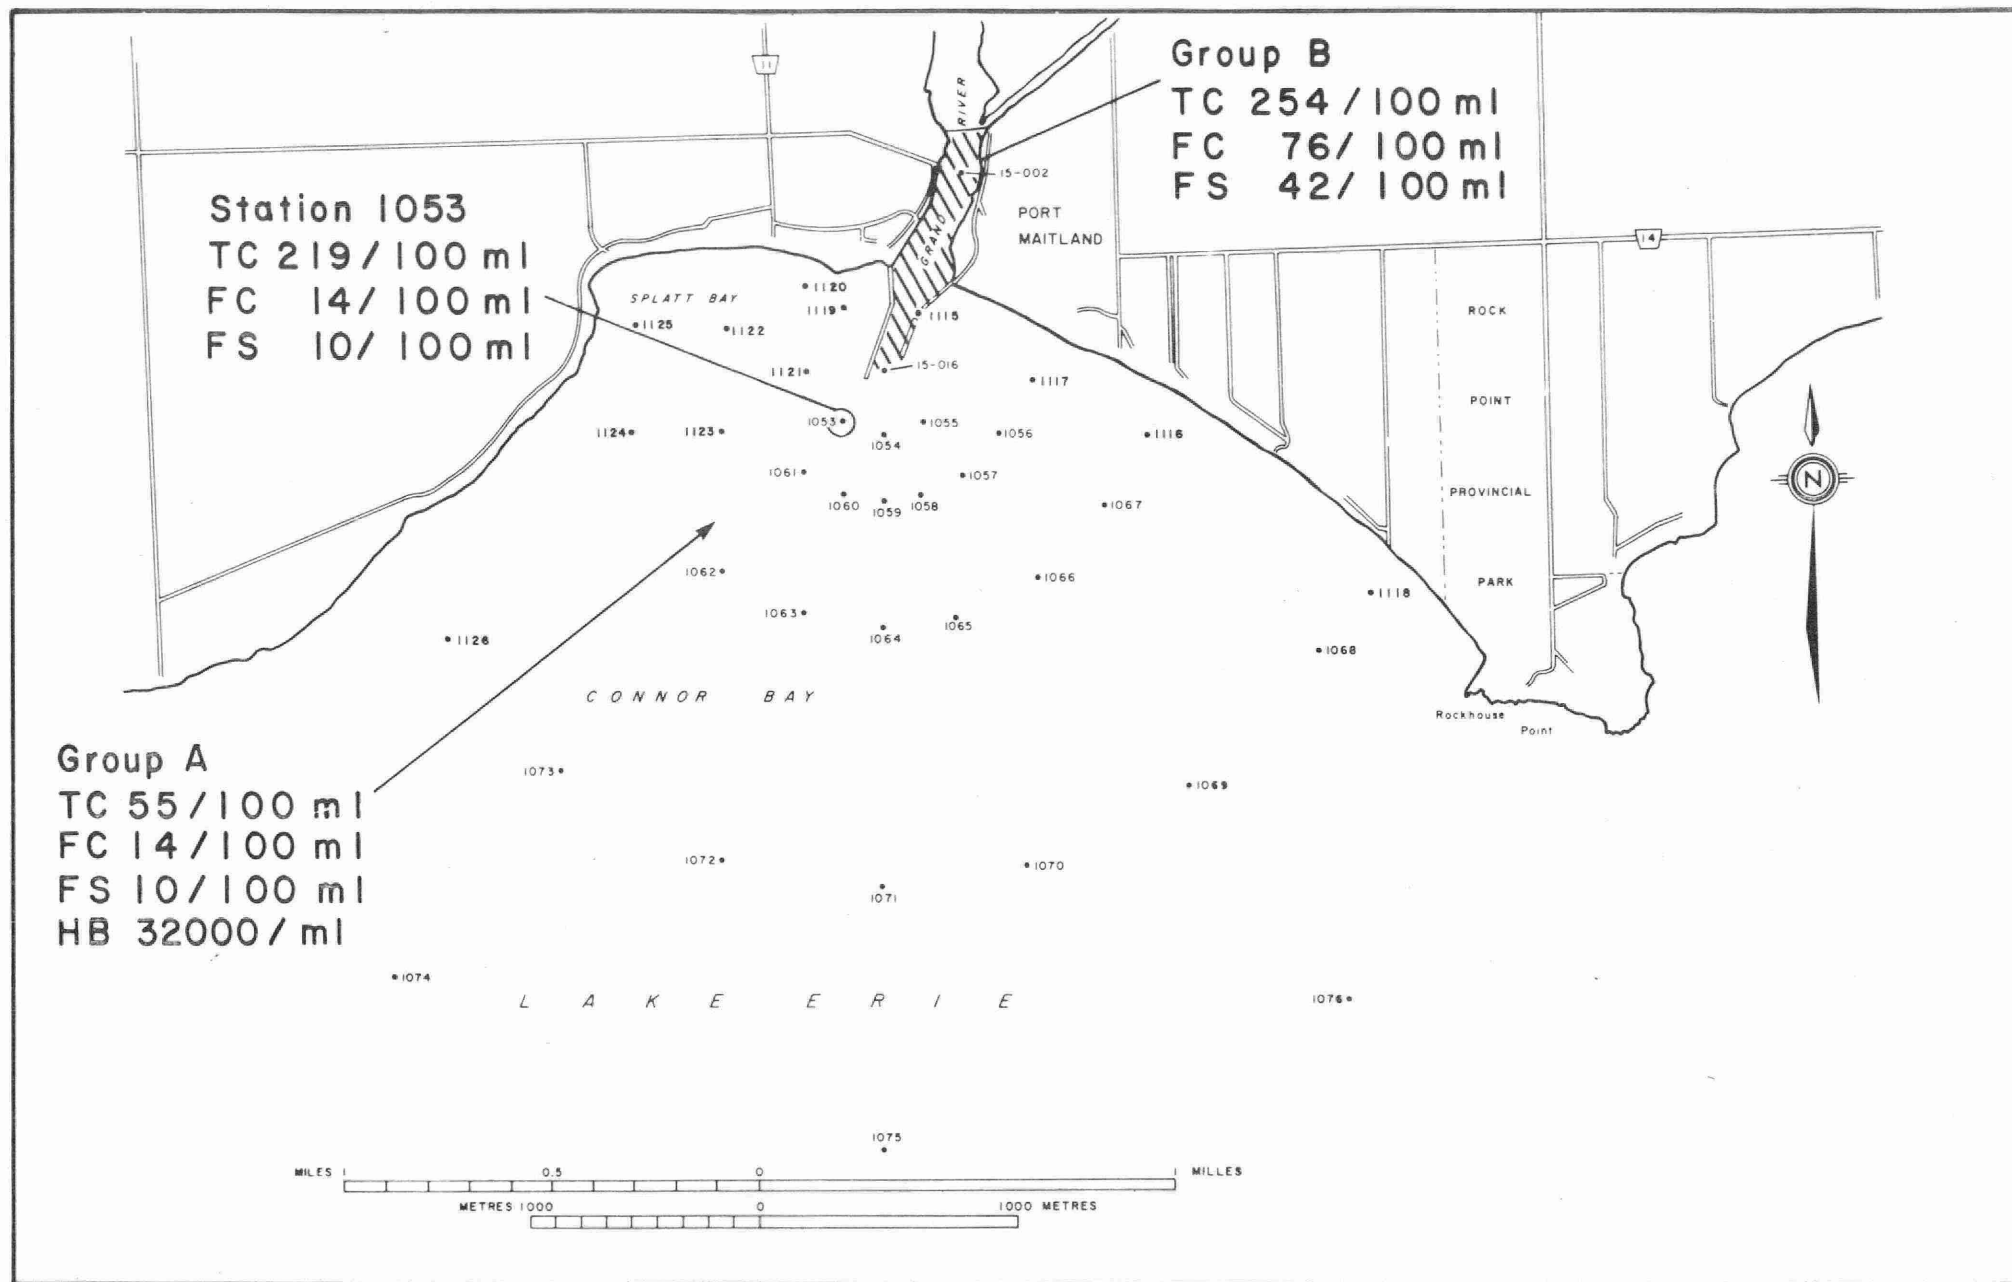 11
RIVER
Group B
TC 254/100 ml
FC 76/100 ml
FS 42/100 ml
15-002
GRAND
PORT
MAITLAND
14
Station 1053
TC 219/100 ml
FC 14/100 ml
FS 10/100 ml
SPLATT BAY
1120
1119
1125
1122
1115
1121
15-016
1117
ROCK
POINT
PROVINCIAL
PARK
1053
1055
1054
1056
1116
1124
1123
1061
1057
1060
1059
1058
1067
N
1062
1066
1063
1064
1065
1118
1126
1068
CONNOR BAY
Rockhouse
Point
Group A
TC 55/100 ml
FC 14/100 ml
FS 10/100 ml
HB 32000/ml
1073
1069
1072
1070
1071
1074
LAKE ERIE
1076
1075
MILES 1 0.5 0 1 MILLES
METRES 1000 0 1000 METRES